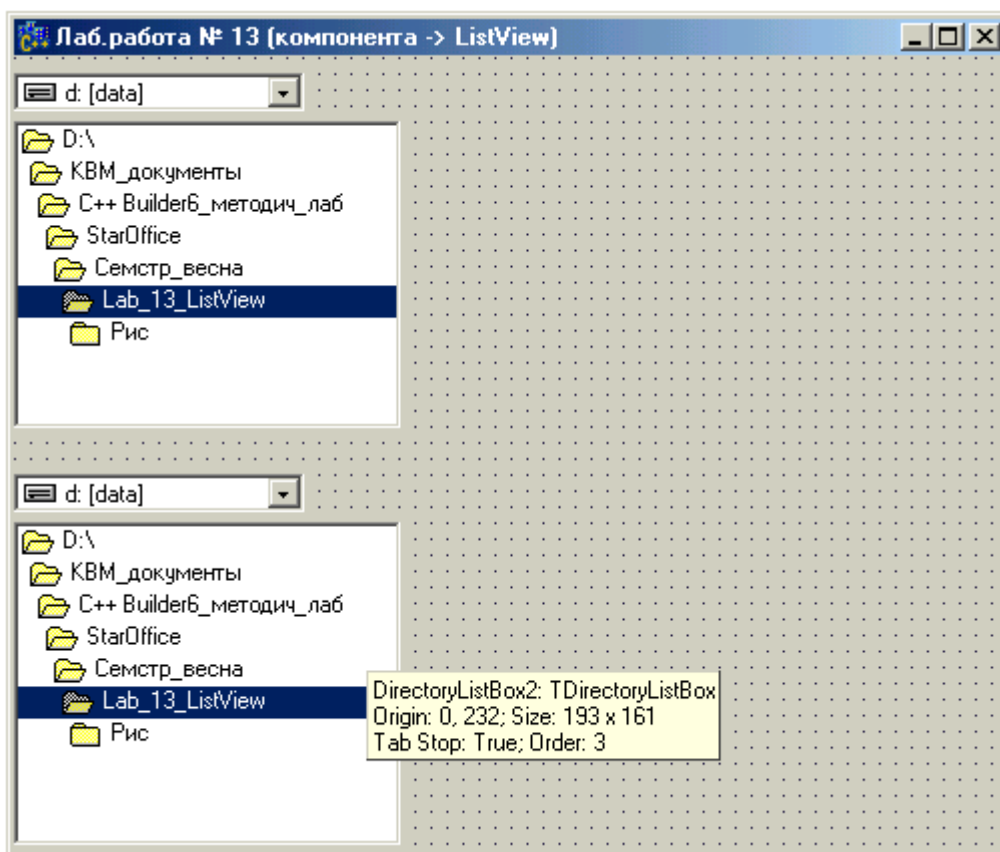 Лаб.работа № 13 (компонента -> ListView)
d: [data]
D:\
КВМ_документы
C++ Builder6_методич_лаб
StarOffice
Семстр_весна
Lab_13_ListView
Рис
d: [data]
D:\
КВМ_документы
C++ Builder6_методич_лаб
StarOffice
Семстр_весна
Lab_13_ListView
Рис
DirectoryListBox2: TDirectoryListBox
Origin: 0, 232; Size: 193 x 161
Tab Stop: True; Order: 3